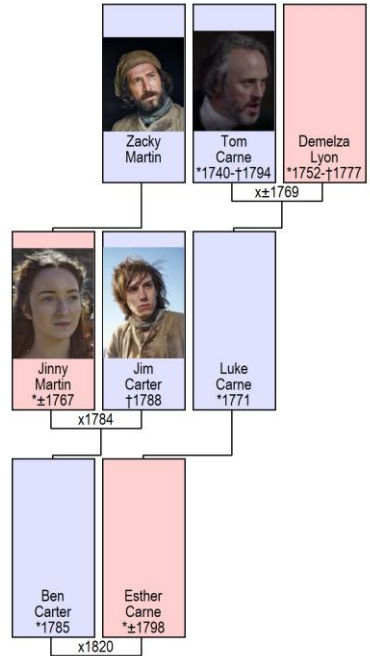 Zacky
Martin
Tom
Carne
*1740-†1794
Demelza
Lyon
*1752-†1777
x±1769
Jinny
Martin
*±1767
Jim
Carter
†1788
Luke
Carne
*1771
x1784
Ben
Carter
*1785
Esther
Carne
*±1798
x1820